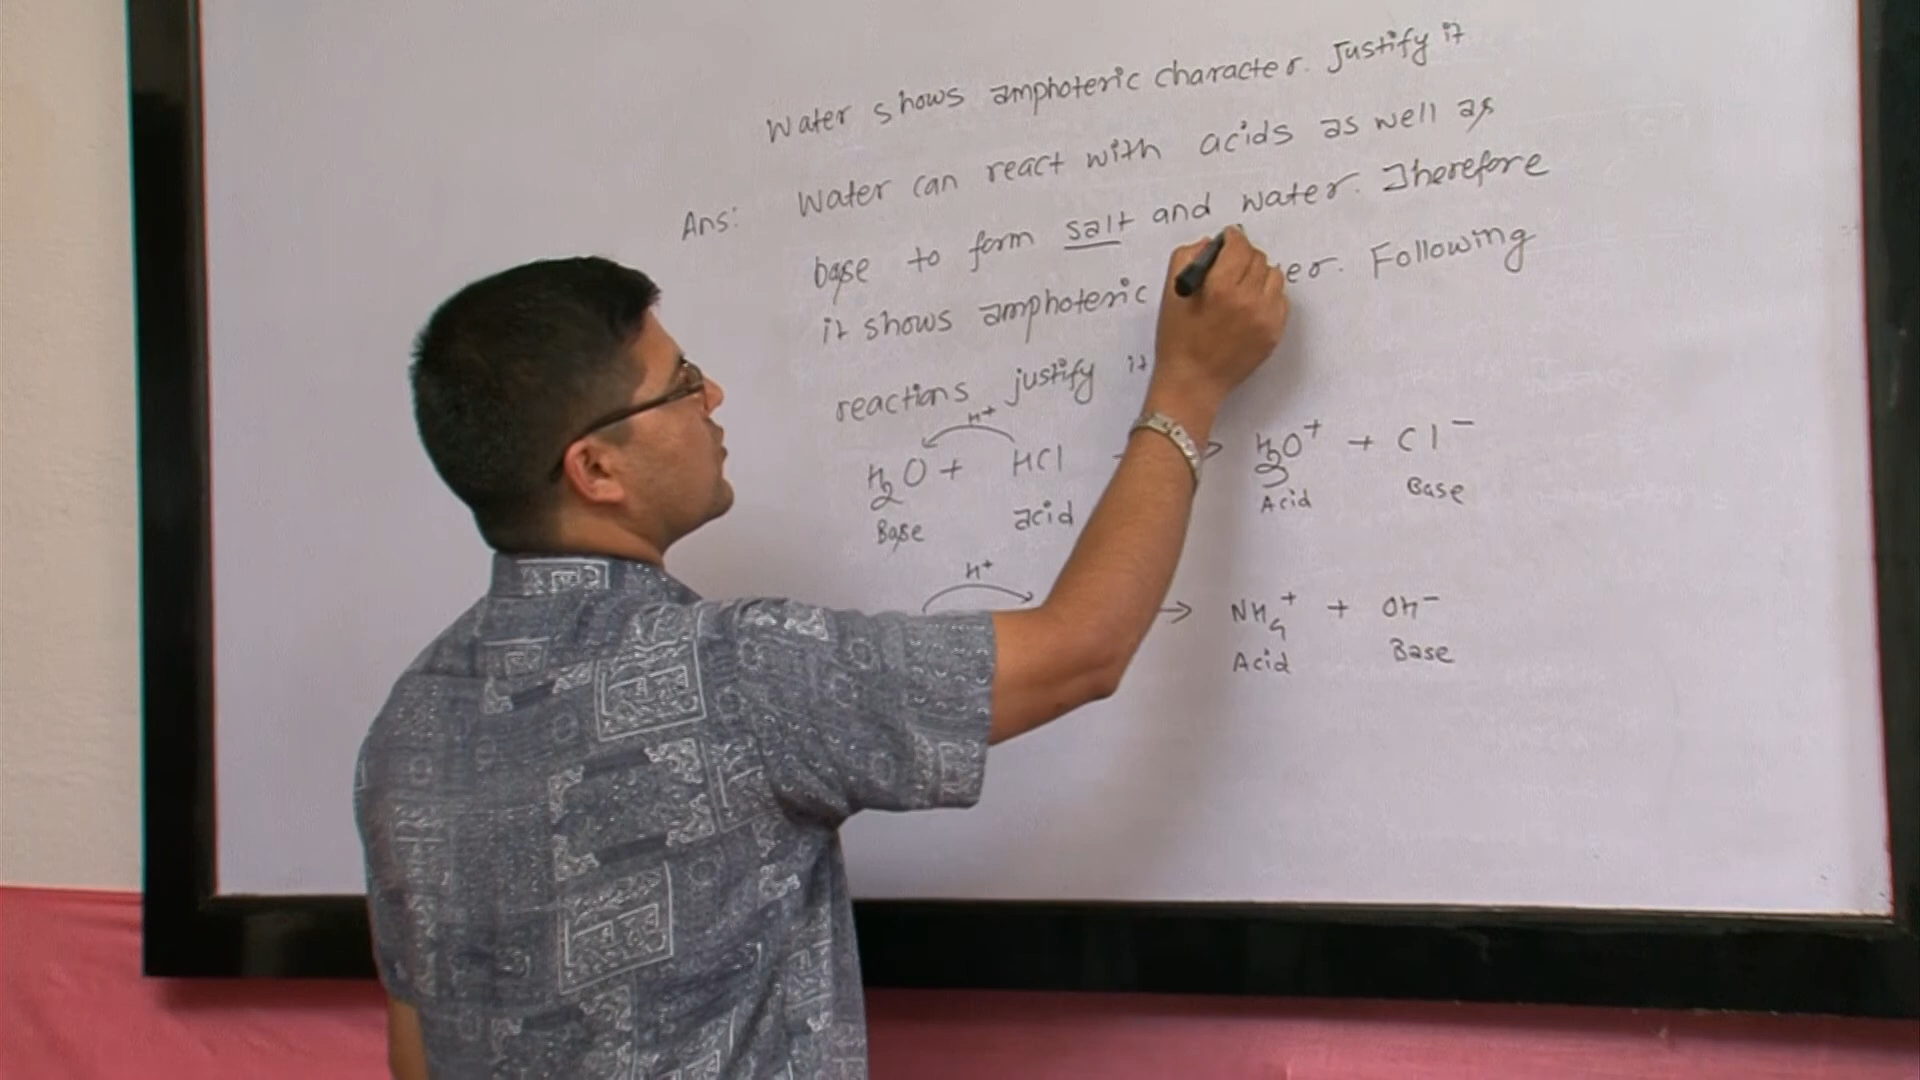 Water shows amphoteric character. Justify it
Ans: Water can react with acids as well as
base to form salt and water. Therefore
it shows amphoteric Following
reactions justify it
H+
H2O + HCl H3O+ + Cl-
Base acid Acid Base
H+
→ NH4+ + OH-
Acid Base